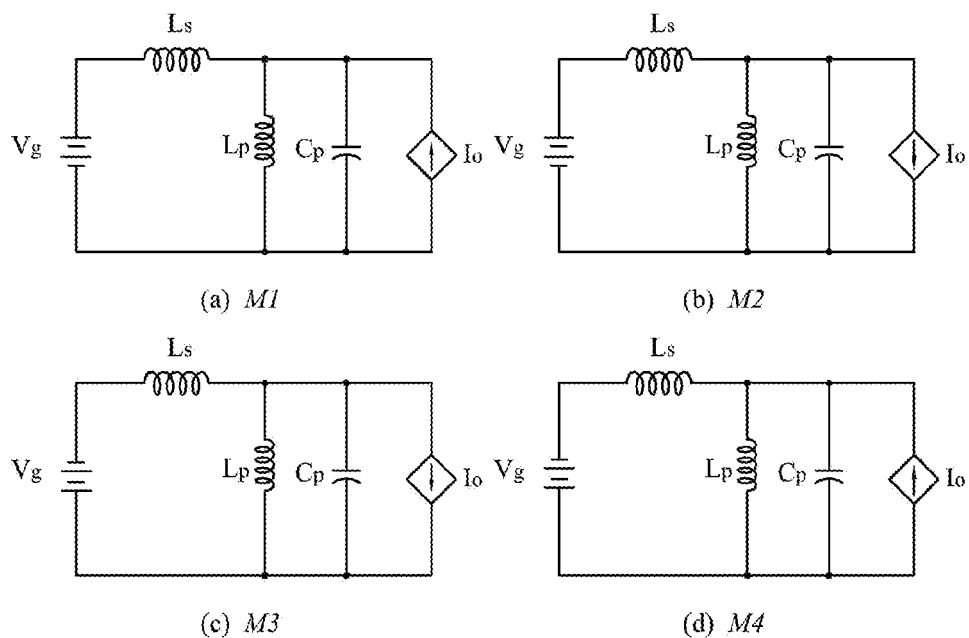 Ls
Vg
Lp
Cp
Io
(a) M1
Ls
Vg
Lp
Cp
Io
(b) M2
Ls
Vg
Lp
Cp
Io
(c) M3
Ls
Vg
Lp
Cp
Io
(d) M4